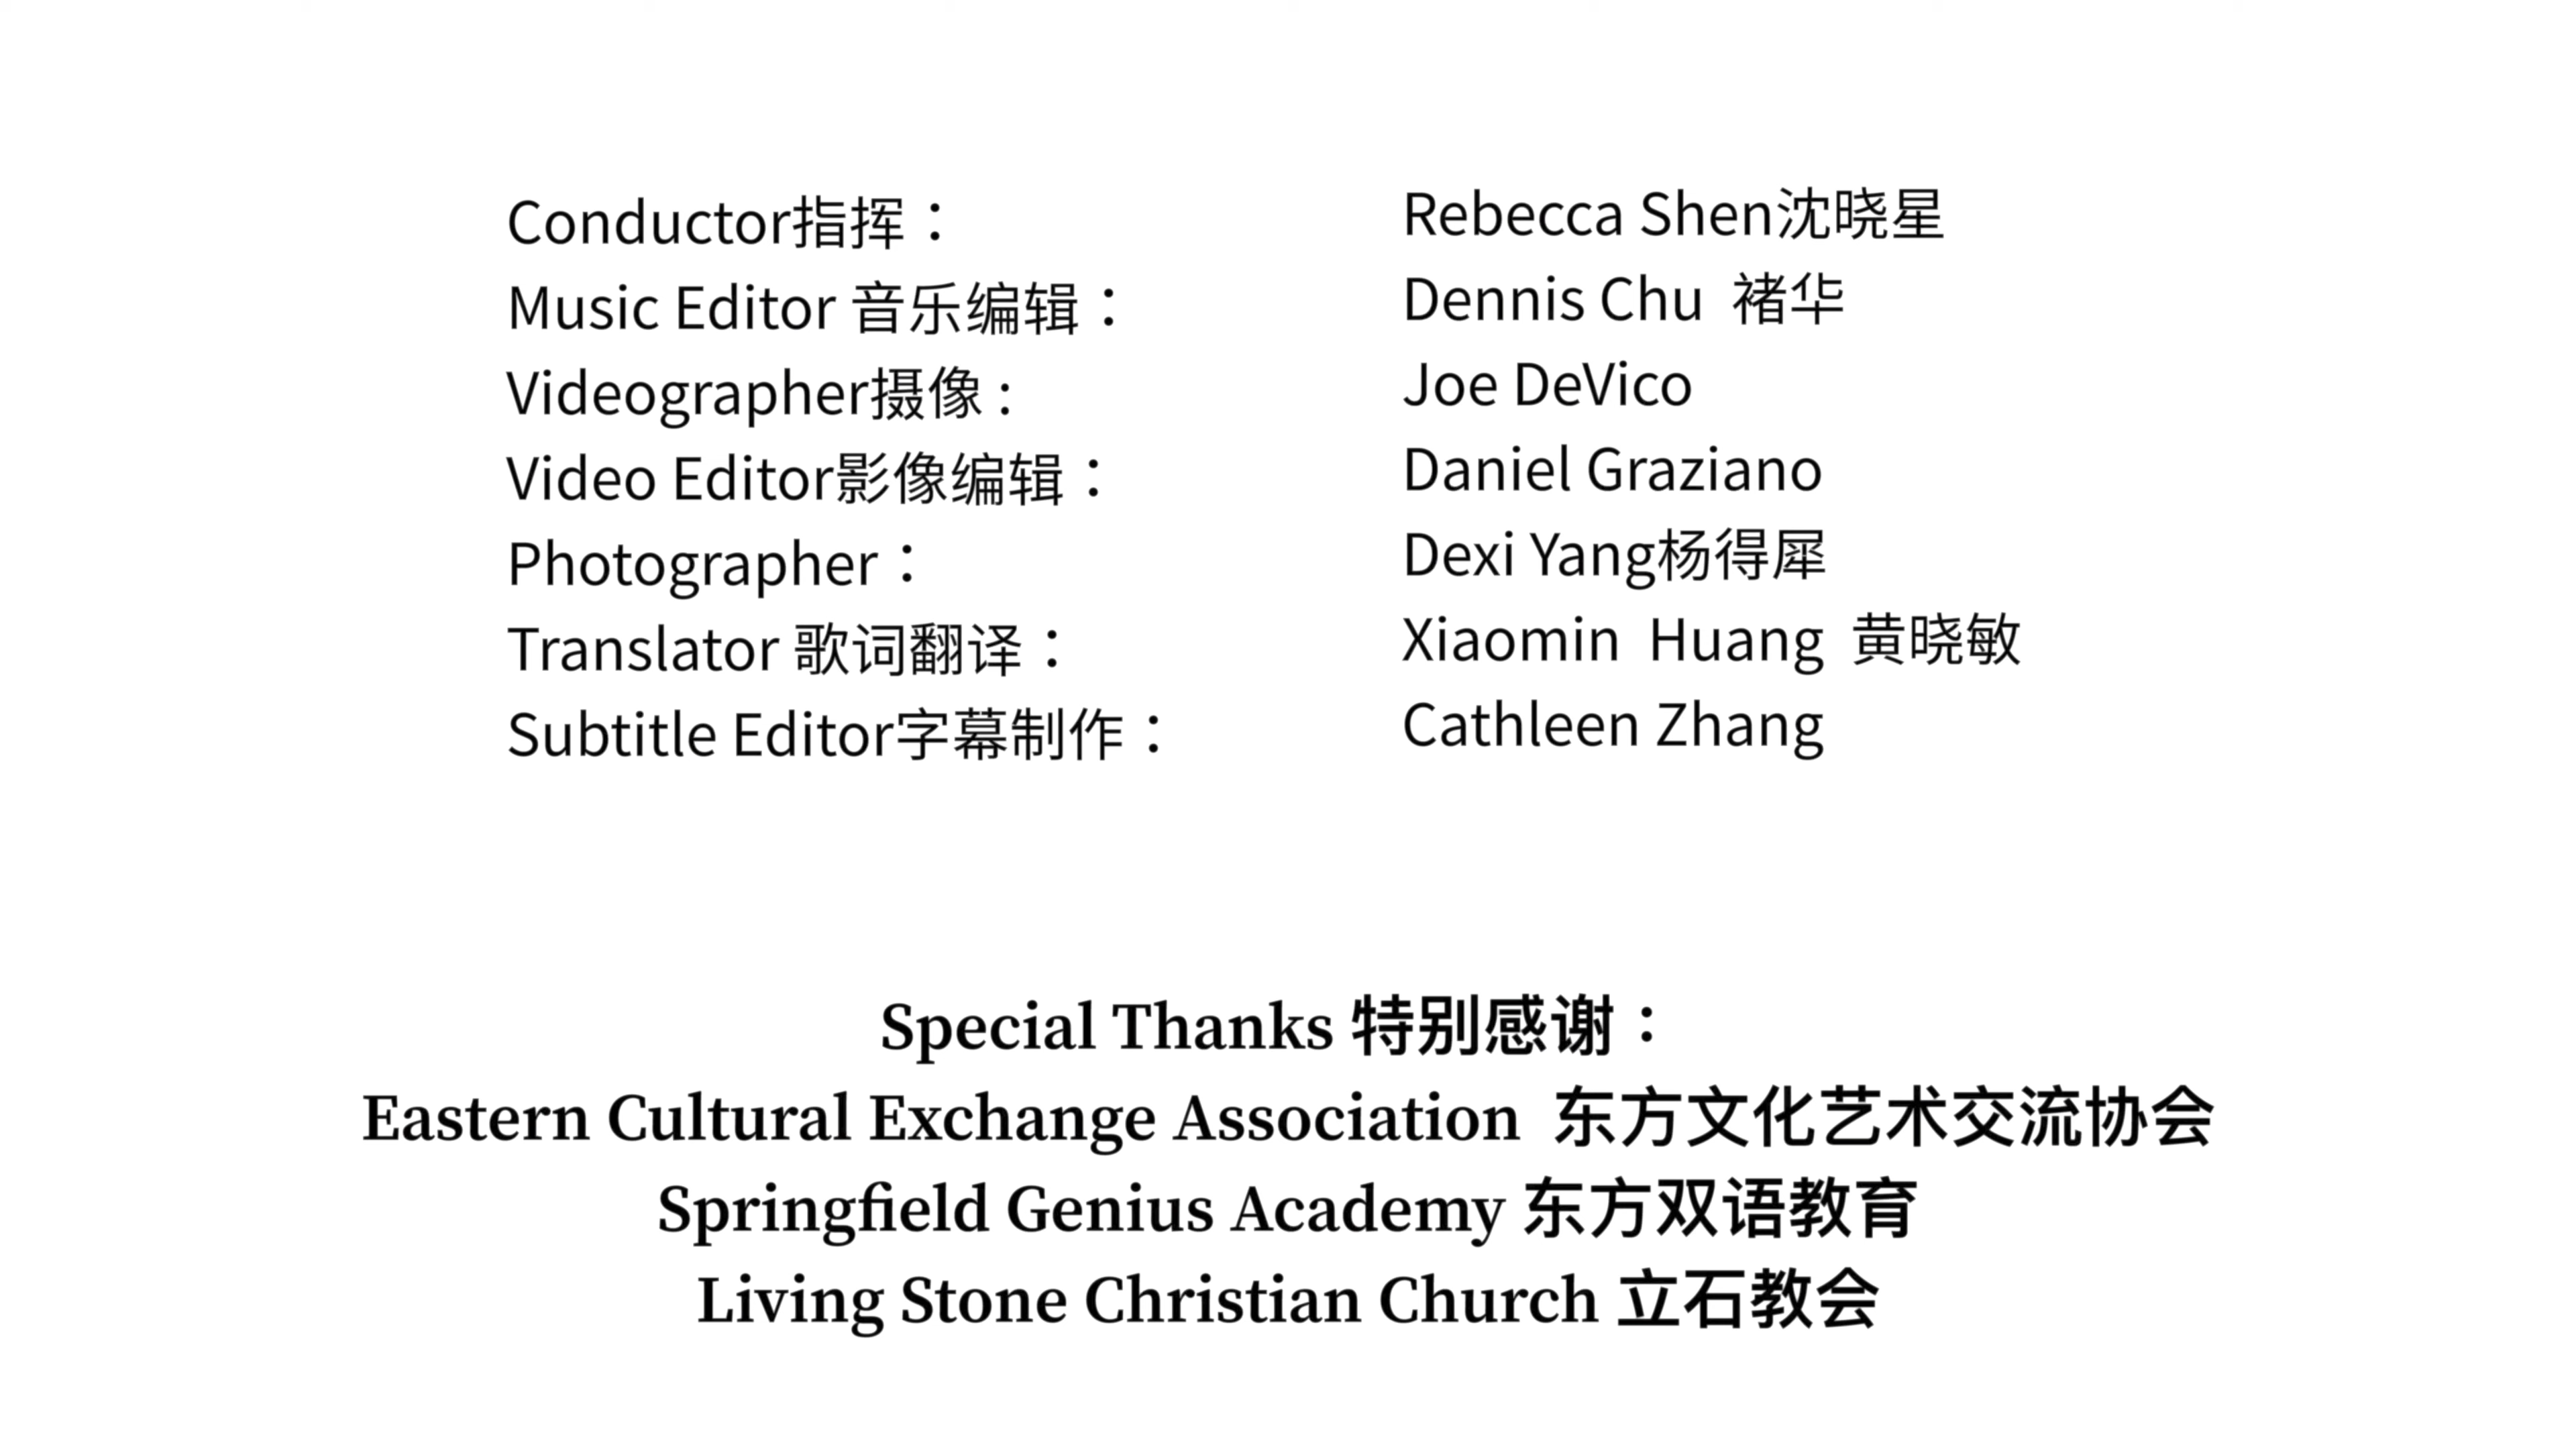 Conductor指挥： Rebecca Shen沈晓星
Music Editor 音乐编辑： Dennis Chu 褚华
Videographer摄像 : Joe DeVico
Video Editor影像编辑： Daniel Graziano
Photographer： Dexi Yang杨得犀
Translator 歌词翻译： Xiaomin Huang 黄晓敏
Subtitle Editor字幕制作： Cathleen Zhang
Special Thanks 特别感谢：
Eastern Cultural Exchange Association 东方文化艺术交流协会
Springfield Genius Academy 东方双语教育
Living Stone Christian Church 立石教会